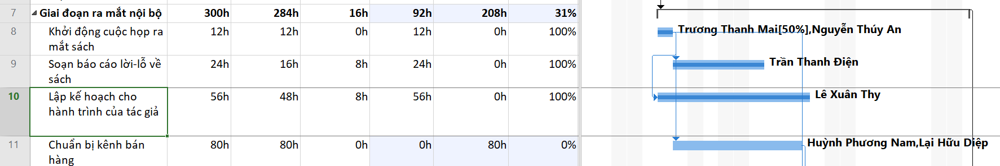 7 Giai đoạn ra mắt nội bộ 300h 284h 16h 92h 208h 31%
8 Khởi động cuộc họp ra 12h 12h 0h 12h 0h 100% Trương Thanh Mai[50%],Nguyễn Thúy An
mắt sách
9 Soạn báo cáo lời-lỗ về 24h 16h 8h 24h 0h 100% Trần Thanh Điện
sách
10 Lập kế hoạch cho 56h 48h 8h 56h 0h 100% Lê Xuân Thy
hành trình của tác giả
11 Chuẩn bị kênh bán 80h 80h 0h 0h 80h 0% Huỳnh Phương Nam,Lại Hữu Diệp
hàng